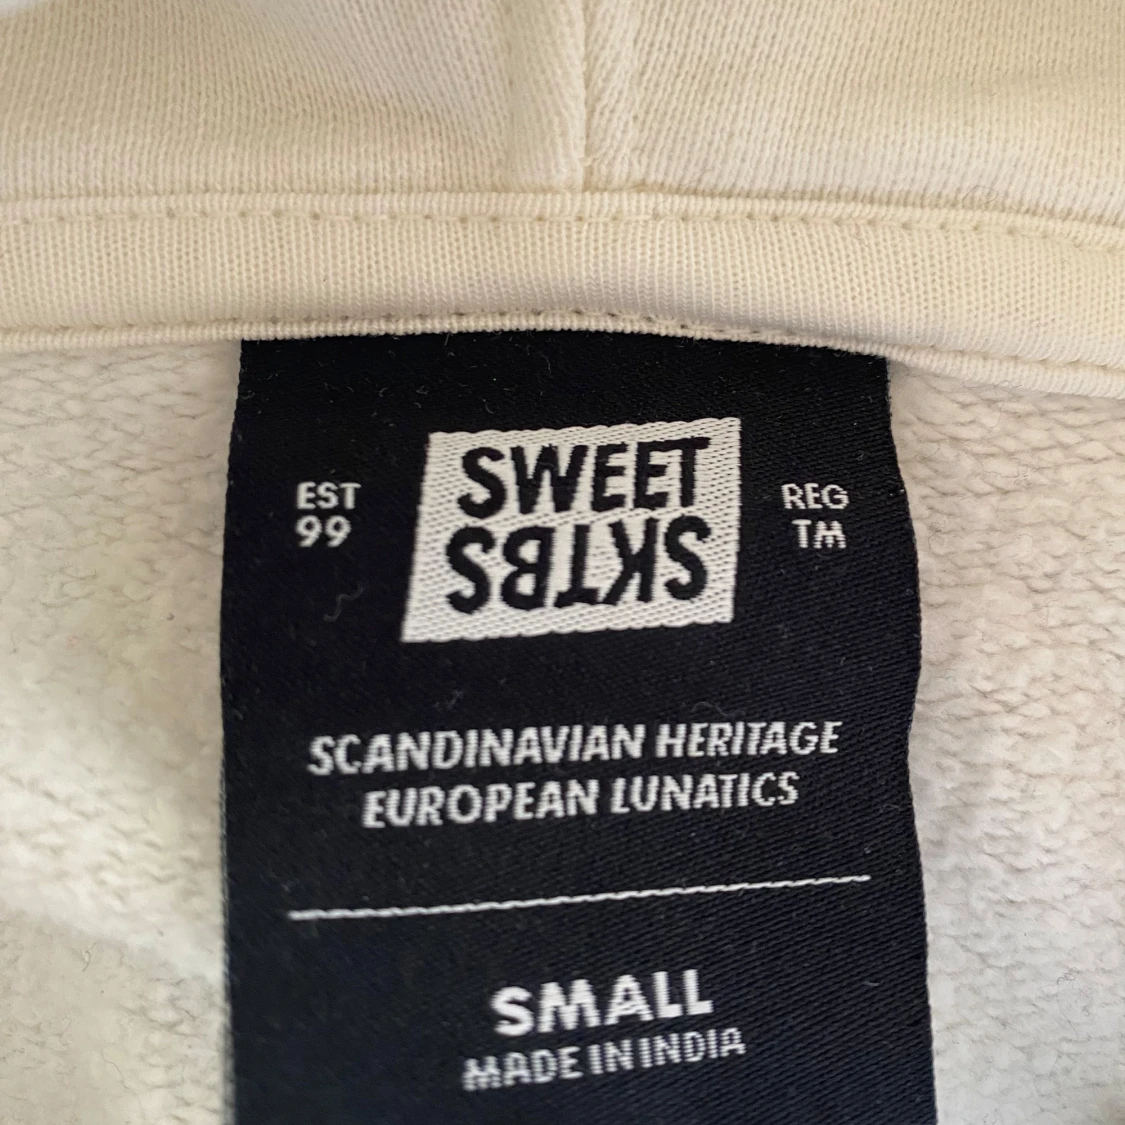 SWEET
SKTBS
EST
99
REG
TM
SCANDINAVIAN HERITAGE
EUROPEAN LUNATICS
SMALL
MADE IN INDIA